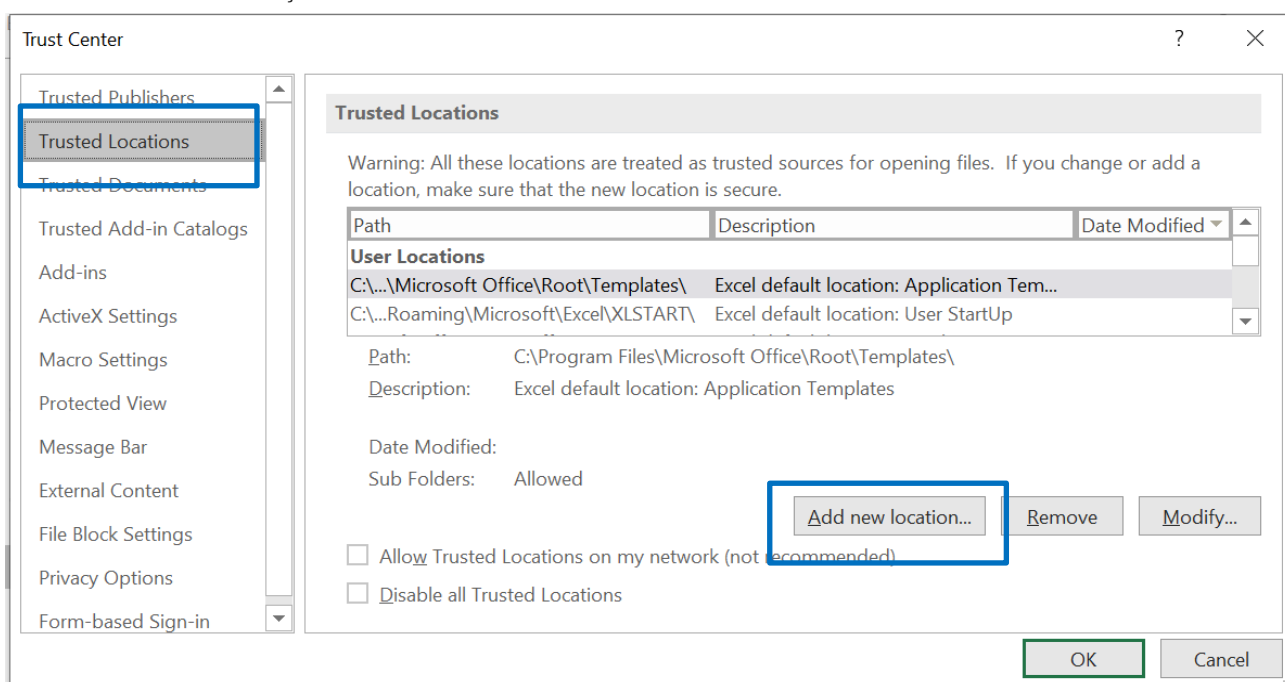 Trust Center
?
Trusted Publishers
Trusted Locations
Trusted Documents
Trusted Add-in Catalogs
Add-ins
ActiveX Settings
Macro Settings
Protected View
Message Bar
External Content
File Block Settings
Privacy Options
Form-based Sign-in
Trusted Locations
Warning: All these locations are treated as trusted sources for opening files. If you change or add a
location, make sure that the new location is secure.
Path Description Date Modified
User Locations
C:\...\Microsoft Office\Root\Templates\ Excel default location: Application Tem...
C:\...Roaming\Microsoft\Excel\XLSTART\ Excel default location: User StartUp
Path: C:\Program Files\Microsoft Office\Root\Templates\
Description: Excel default location: Application Templates
Date Modified:
Sub Folders: Allowed
Add new location... Remove Modify...
Allow Trusted Locations on my network (not recommended)
Disable all Trusted Locations
OK Cancel